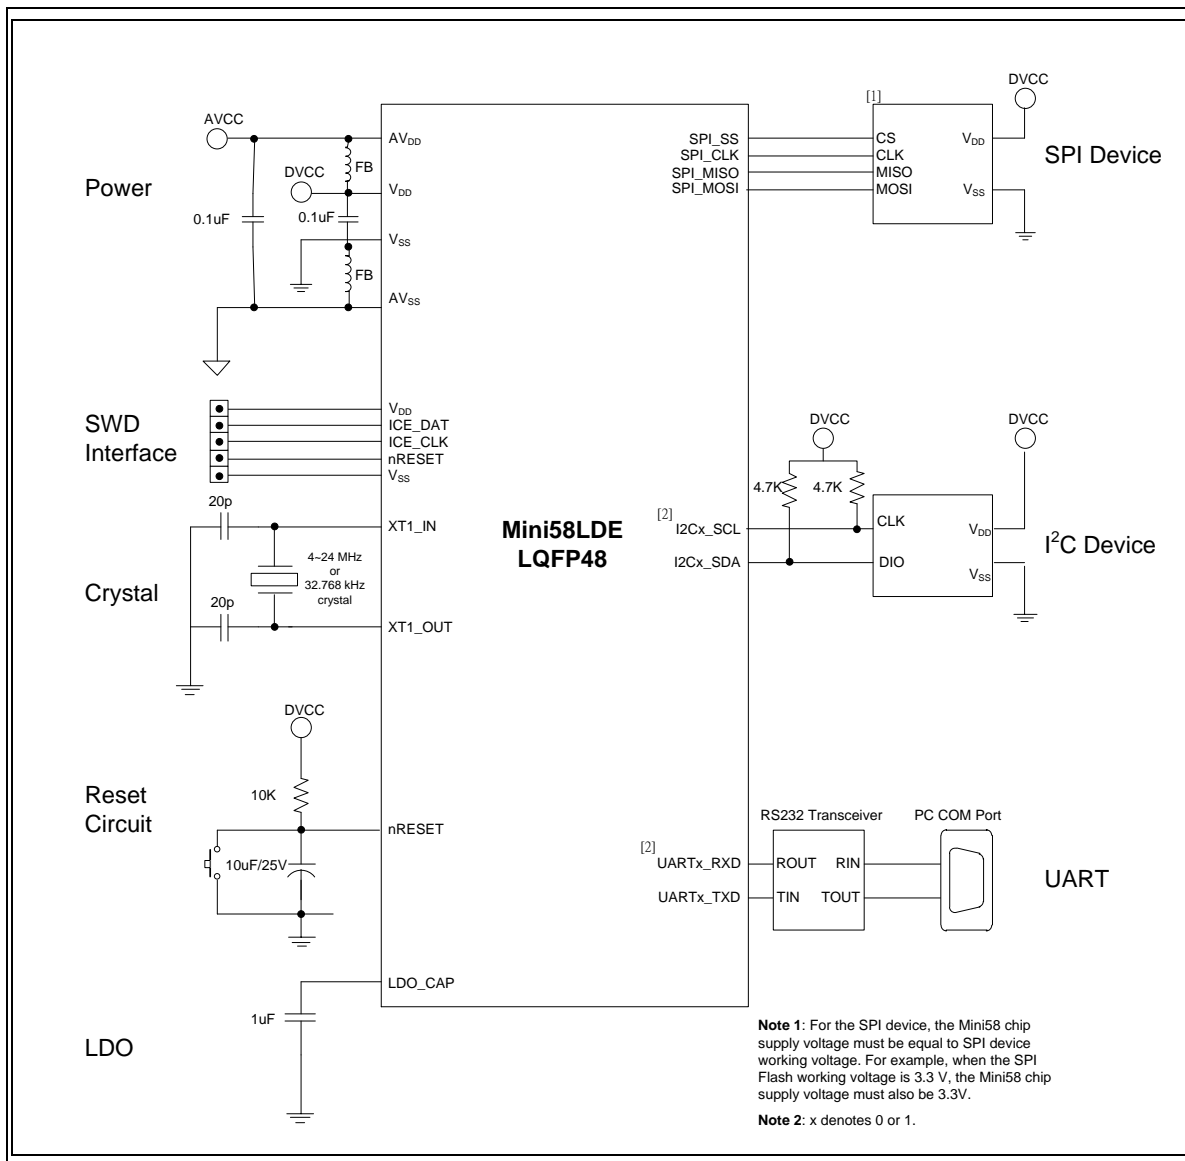 Power
AVCC
DVCC
0.1uF
0.1uF
FB
FB
AVDD
VDD
VSS
AVSS
SWD
Interface
VDD
ICE_DAT
ICE_CLK
nRESET
VSS
Crystal
20p
20p
4~24 MHz
or
32.768 kHz
crystal
XT1_IN
XT1_OUT
Reset
Circuit
DVCC
10K
10uF/25V
nRESET
LDO
1uF
LDO_CAP
Mini58LDE
LQFP48
SPI_SS
SPI_CLK
SPI_MISO
SPI_MOSI
[1]
CS
CLK
MISO
MOSI
VDD
VSS
DVCC
SPI Device
DVCC
DVCC
4.7K
4.7K
[2]
I2Cx_SCL
I2Cx_SDA
CLK
DIO
VDD
VSS
I2C Device
RS232 Transceiver
PC COM Port
[2]
UARTx_RXD
UARTx_TXD
ROUT
RIN
TIN
TOUT
UART
Note 1: For the SPI device, the Mini58 chip
supply voltage must be equal to SPI device
working voltage. For example, when the SPI
Flash working voltage is 3.3 V, the Mini58 chip
supply voltage must also be 3.3V.
Note 2: x denotes 0 or 1.